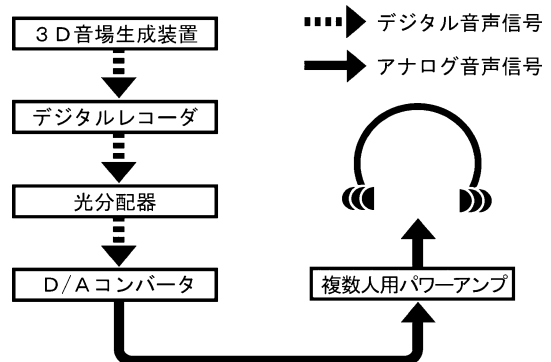 ３Ｄ音場生成装置
デジタルレコーダ
光分配器
Ｄ/Ａコンバータ
デジタル音声信号
アナログ音声信号
複数人用パワーアンプ